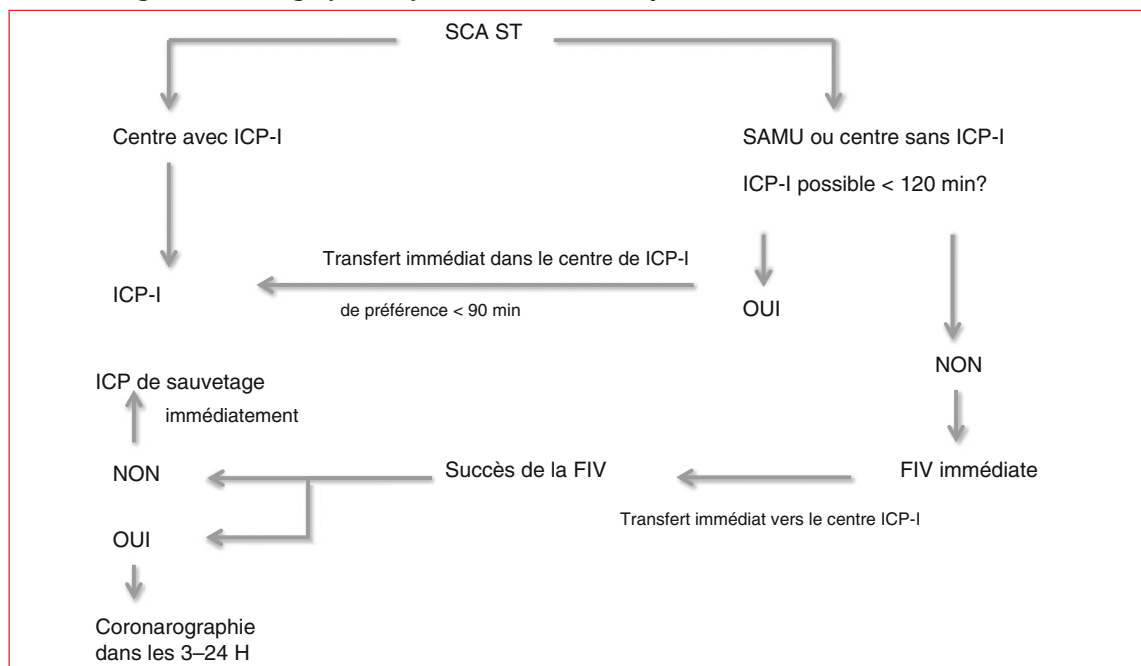 SCA ST
Centre avec ICP-I
SAMU ou centre sans ICP-I
ICP-I possible < 120 min?
Transfert immédiat dans le centre de ICP-I
de préférence < 90 min
ICP-I
OUI
NON
ICP de sauvetage
immédiatement
NON
Succès de la FIV
FIV immédiate
Transfert immédiat vers le centre ICP-I
OUI
Coronarographie
dans les 3–24 H